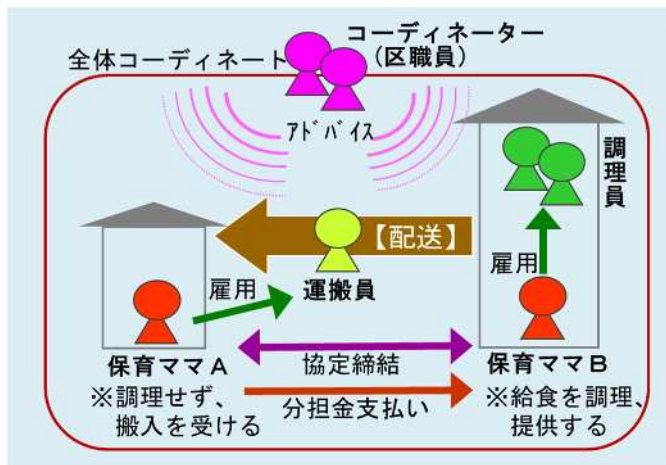 コーディネーター
(区職員)
全体コーディネート
ｱﾄﾞﾊﾞｲｽ
調理員
【配送】
雇用
運搬員
雇用
保育ママA
※調理せず、
搬入を受ける
協定締結
分担金支払い
保育ママB
※給食を調理、
提供する